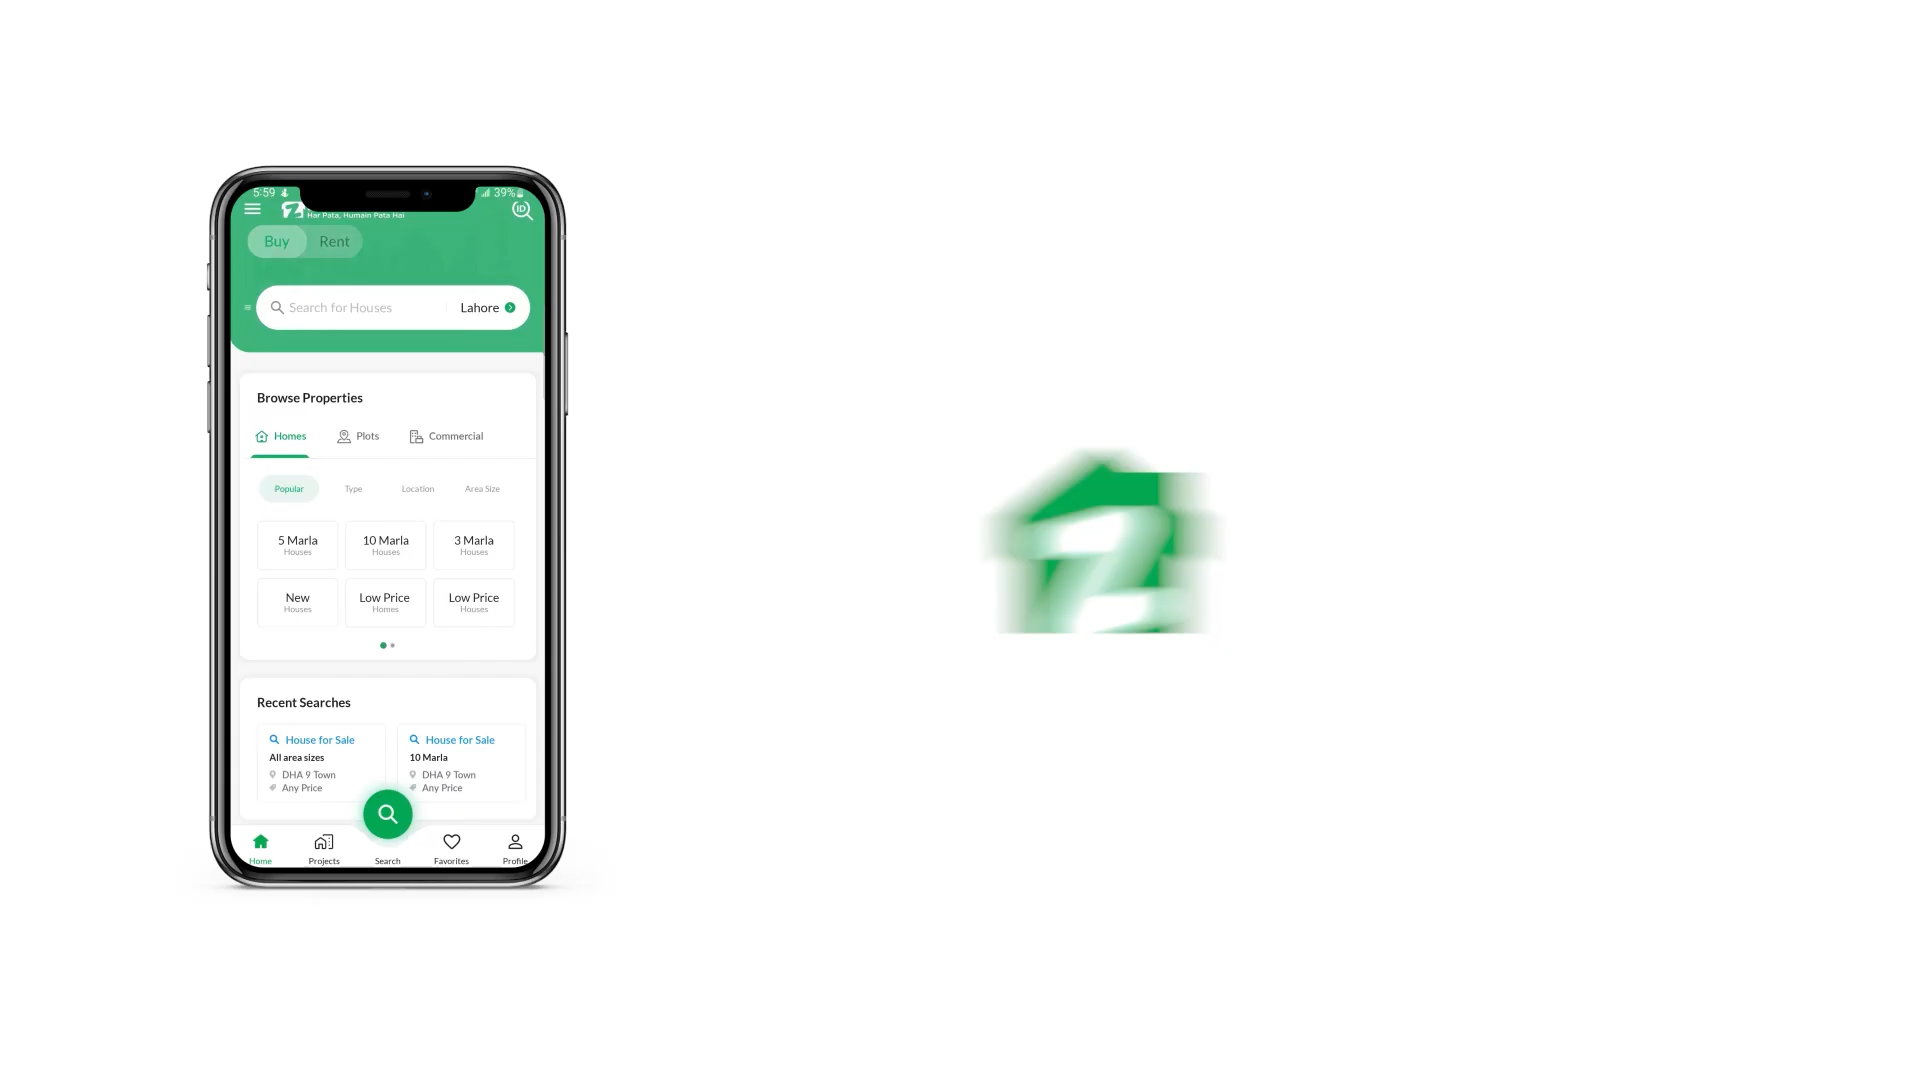 5:59 39%
Har Pata, Humain Pata Hai
ID
Buy Rent
Search for Houses Lahore
Browse Properties
Homes Plots Commercial
Popular Type Location Area Size
5 Marla 10 Marla 3 Marla
Houses Houses Houses
New Low Price Low Price
Houses Homes Houses
Recent Searches
House for Sale House for Sale
All area sizes 10 Marla
DHA 9 Town DHA 9 Town
Any Price Any Price
Home Projects Search Favorites Profile